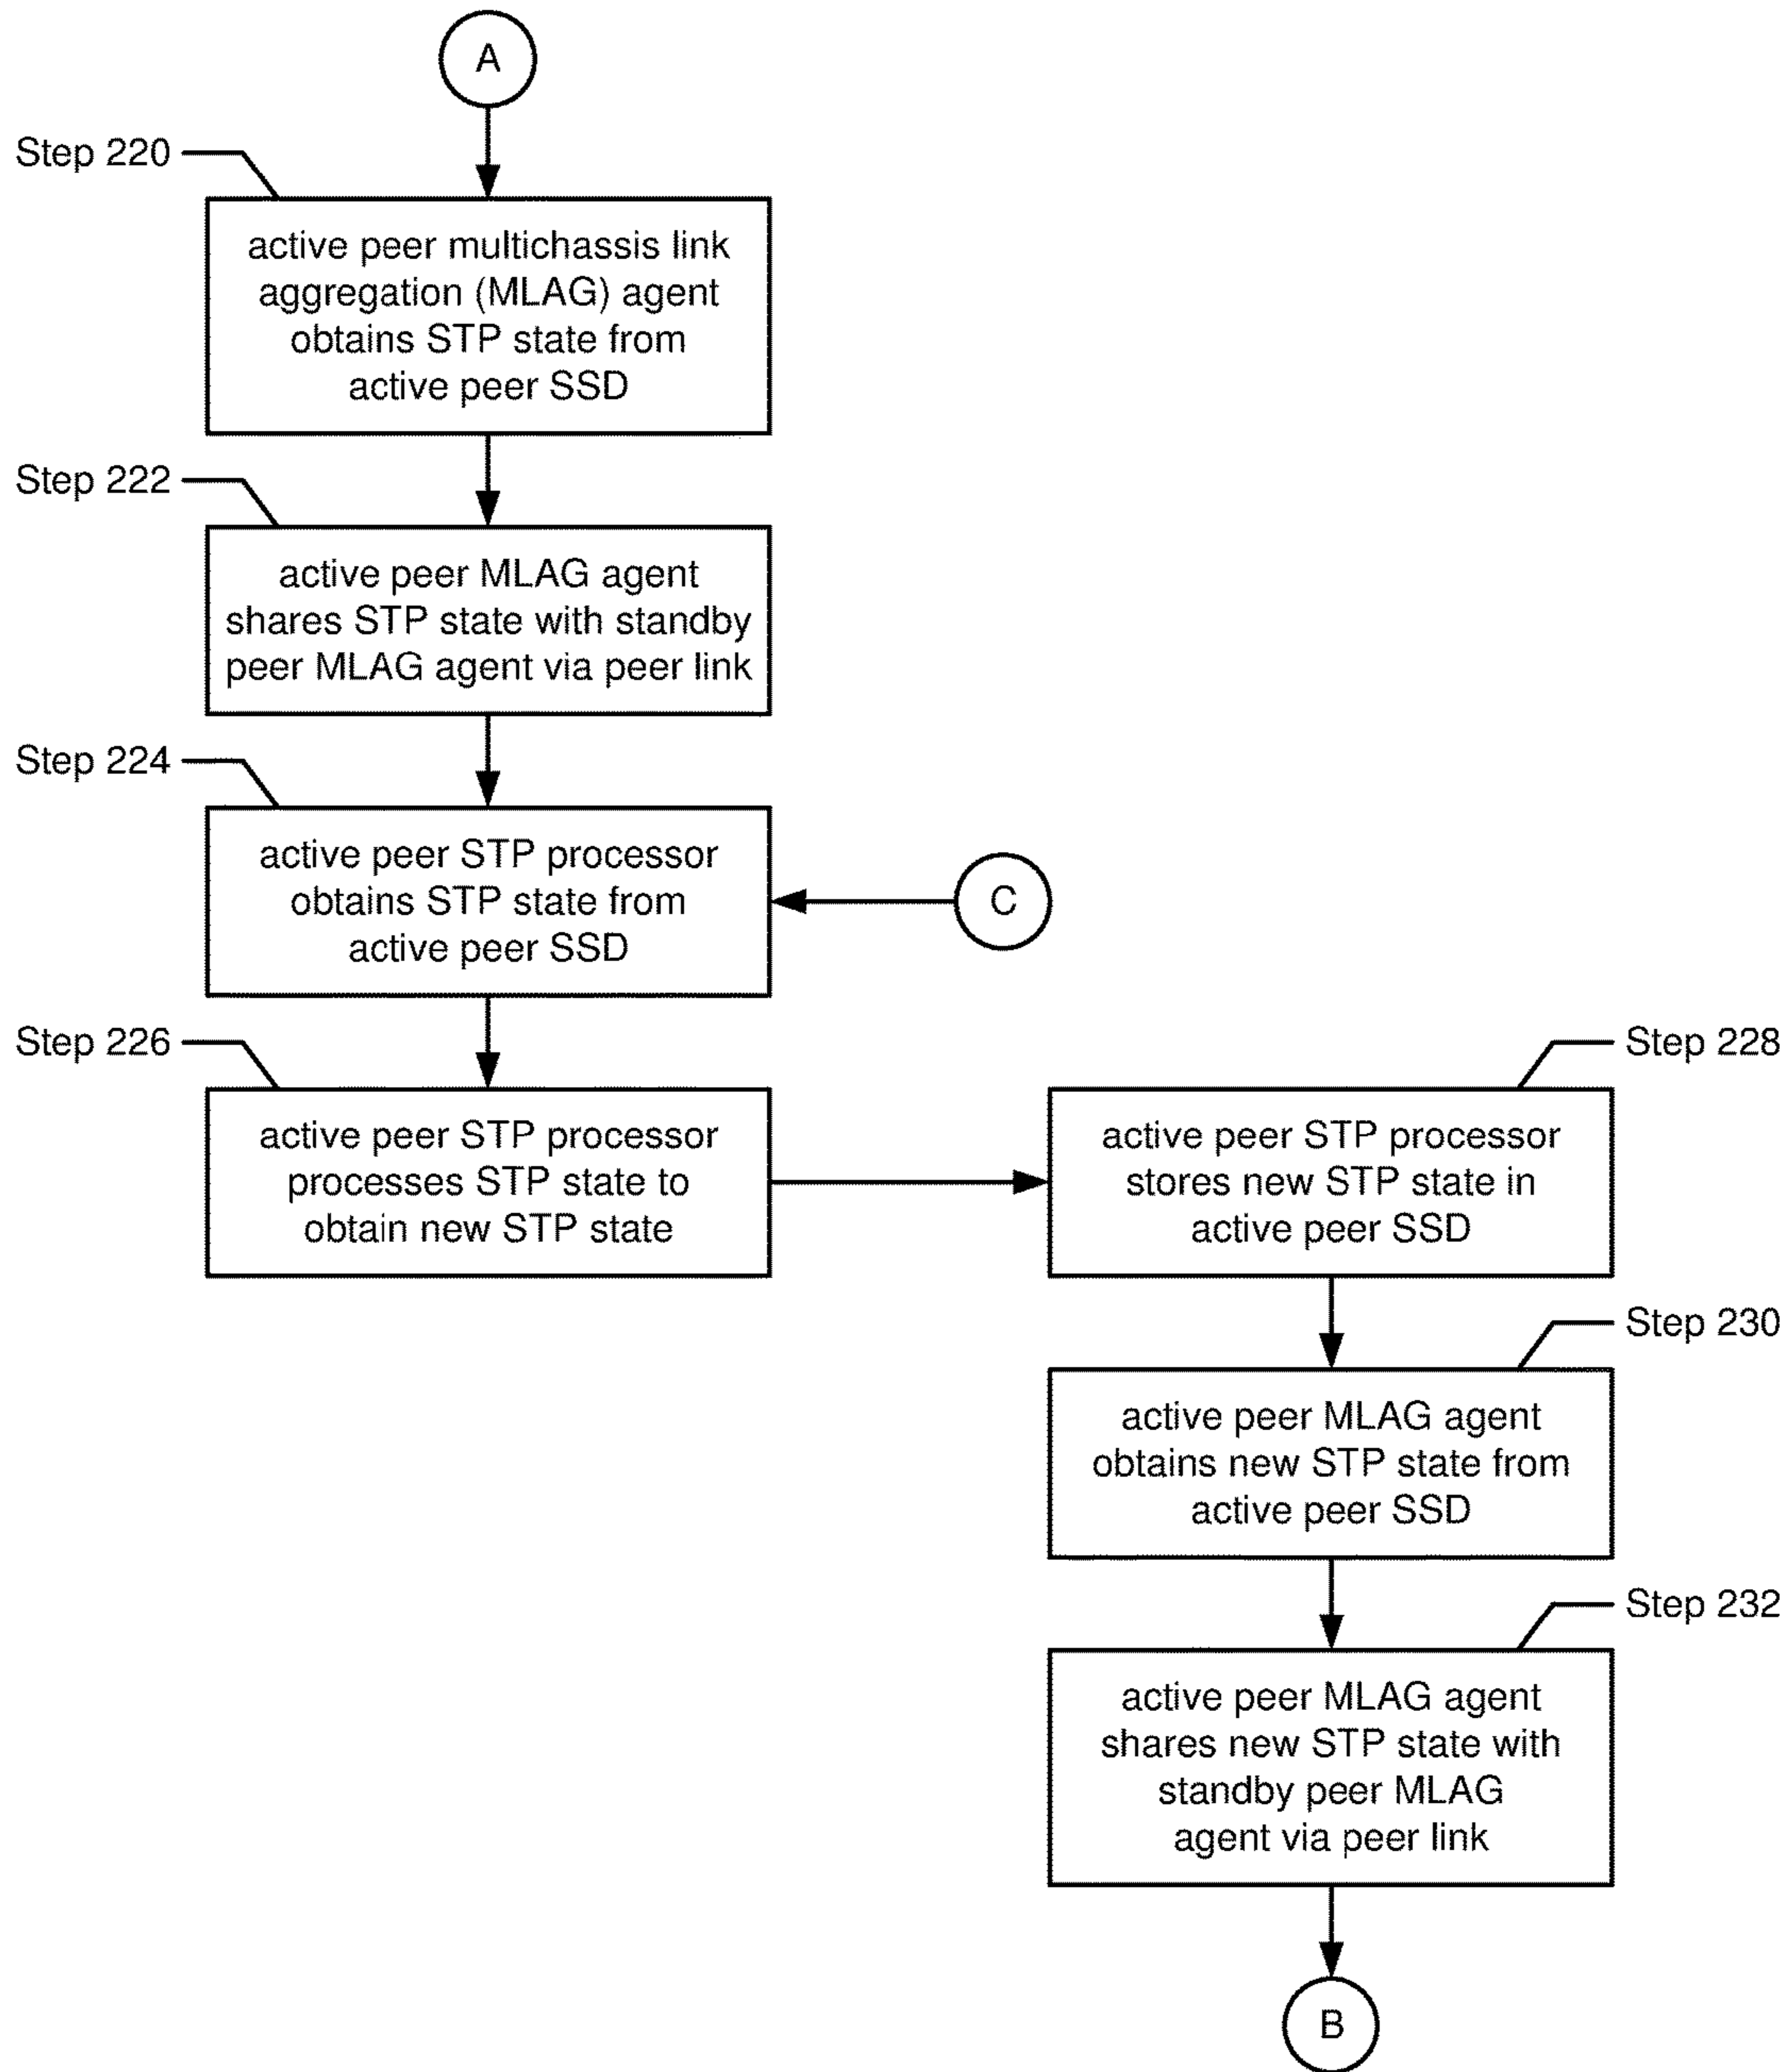 A
Step 220
active peer multichassis link
aggregation (MLAG) agent
obtains STP state from
active peer SSD
Step 222
active peer MLAG agent
shares STP state with standby
peer MLAG agent via peer link
Step 224
active peer STP processor
obtains STP state from
active peer SSD
C
Step 226
active peer STP processor
processes STP state to
obtain new STP state
Step 228
active peer STP processor
stores new STP state in
active peer SSD
Step 230
active peer MLAG agent
obtains new STP state from
active peer SSD
Step 232
active peer MLAG agent
shares new STP state with
standby peer MLAG
agent via peer link
B